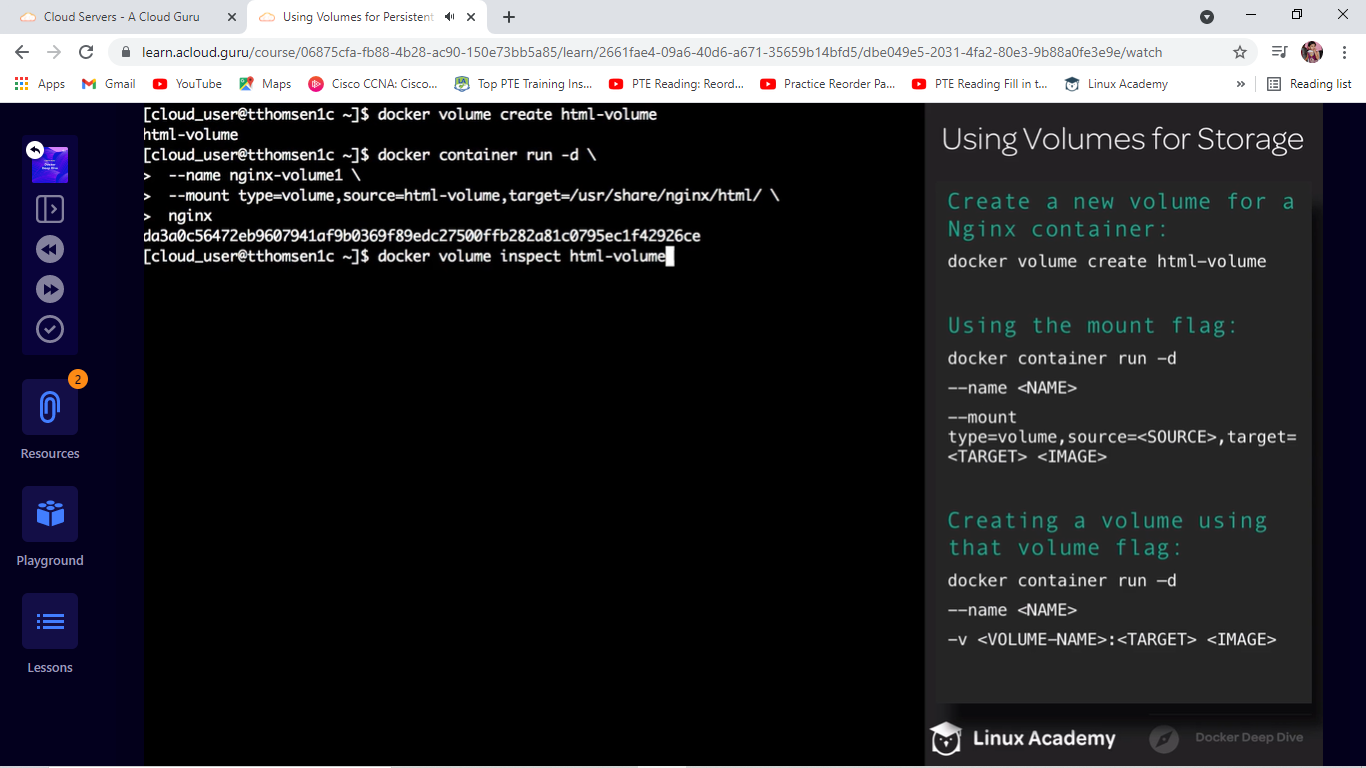 Cloud Servers - A Cloud Guru
Using Volumes for Persistent
learn.acloud.guru/course/06875cfa-fb88-4b28-ac90-150e73bb5a85/learn/2661fae4-09a6-40d6-a671-35659b14bfd5/dbe049e5-2031-4fa2-80e3-9b88a0fe3e9e/watch
Apps
Gmail
YouTube
Maps
Cisco CCNA: Cisco...
Top PTE Training Ins...
PTE Reading: Reord...
Practice Reorder Pa...
PTE Reading Fill in t...
Linux Academy
»
Reading list
2
Resources
Playground
Lessons
[cloud_user@tthomsen1c ~]$ docker volume create html-volume
html-volume
[cloud_user@tthomsen1c ~]$ docker container run -d \
> --name nginx-volume1 \
> --mount type=volume,source=html-volume,target=/usr/share/nginx/html/ \
> nginx
da3a0c56472eb9607941af9b0369f89edc27500ffb282a81c0795ec1f42926ce
[cloud_user@tthomsen1c ~]$ docker volume inspect html-volume
Using Volumes for Storage
Create a new volume for a
Nginx container:
docker volume create html-volume
Using the mount flag:
docker container run -d
--name <NAME>
--mount
type=volume,source=<SOURCE>,target=
<TARGET> <IMAGE>
Creating a volume using
that volume flag:
docker container run -d
--name <NAME>
-v <VOLUME-NAME>:<TARGET> <IMAGE>
Linux Academy
Docker Deep Dive